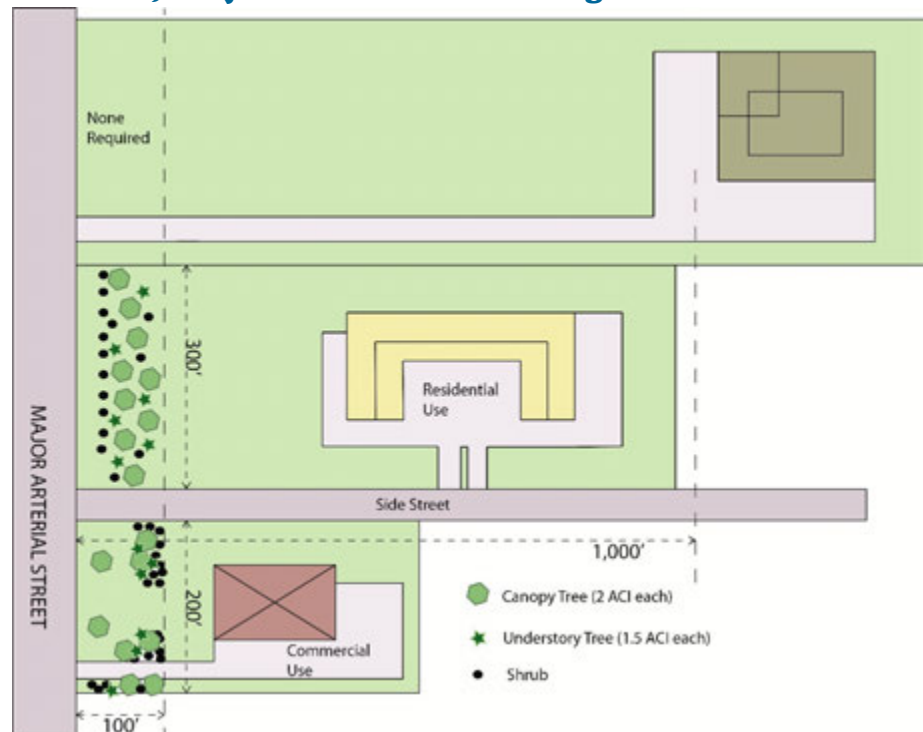 None
Required
300'
MAJOR ARTERIAL STREET
Residential
Use
Side Street
1,000'
200'
Canopy Tree (2 ACI each)
Understory Tree (1.5 ACI each)
Shrub
Commercial
Use
100'